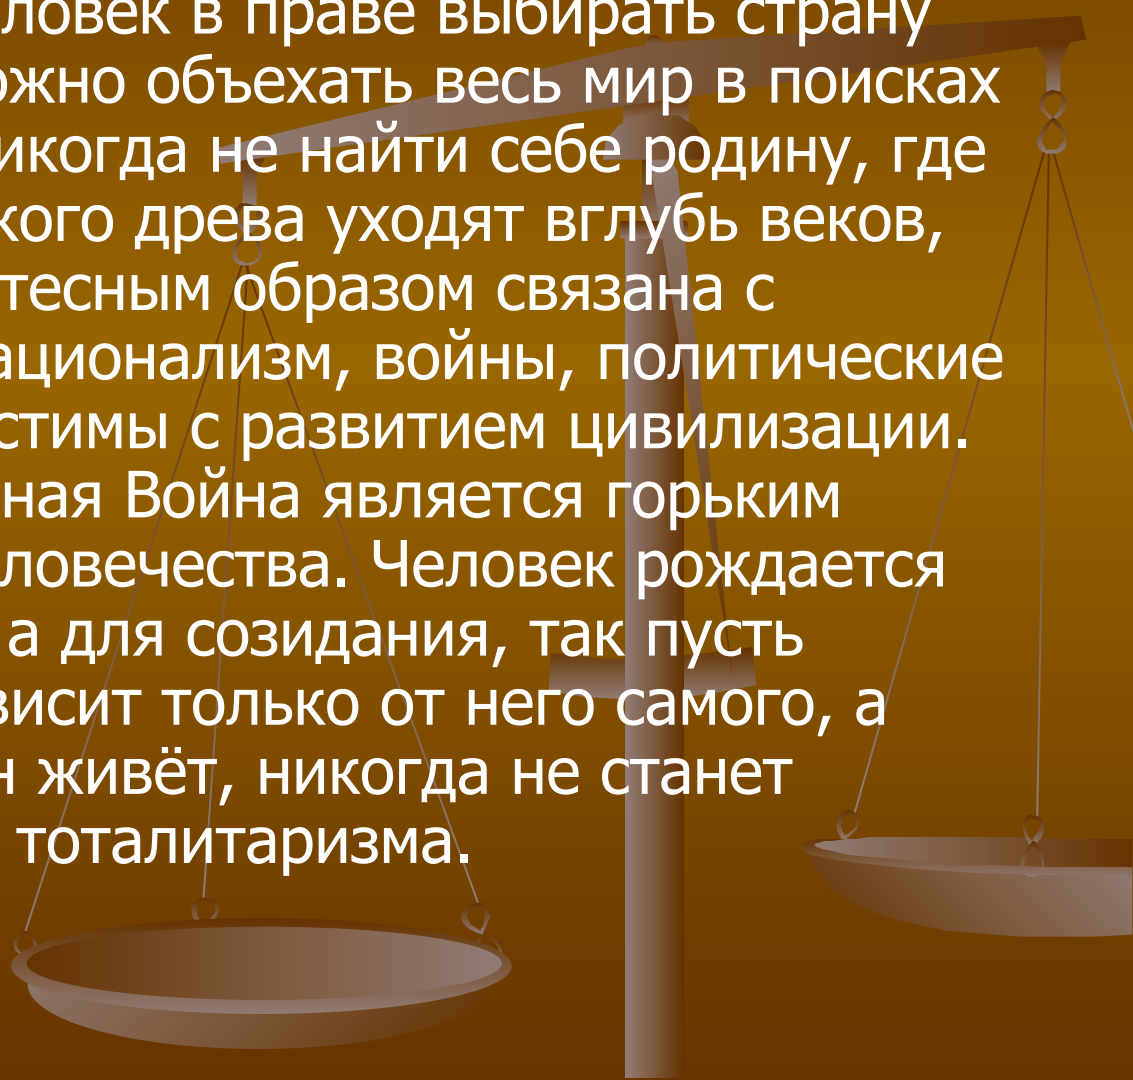 ловек в праве выбирать страну
ожно объехать весь мир в поисках
икогда не найти себе родину, где
кого древа уходят вглубь веков,
тесным образом связана с
ационализм, войны, политические
стимы с развитием цивилизации.
ная Война является горьким
ловечества. Человек рождается
а для созидания, так пусть
висит только от него самого, а
н живёт, никогда не станет
тоталитаризма.